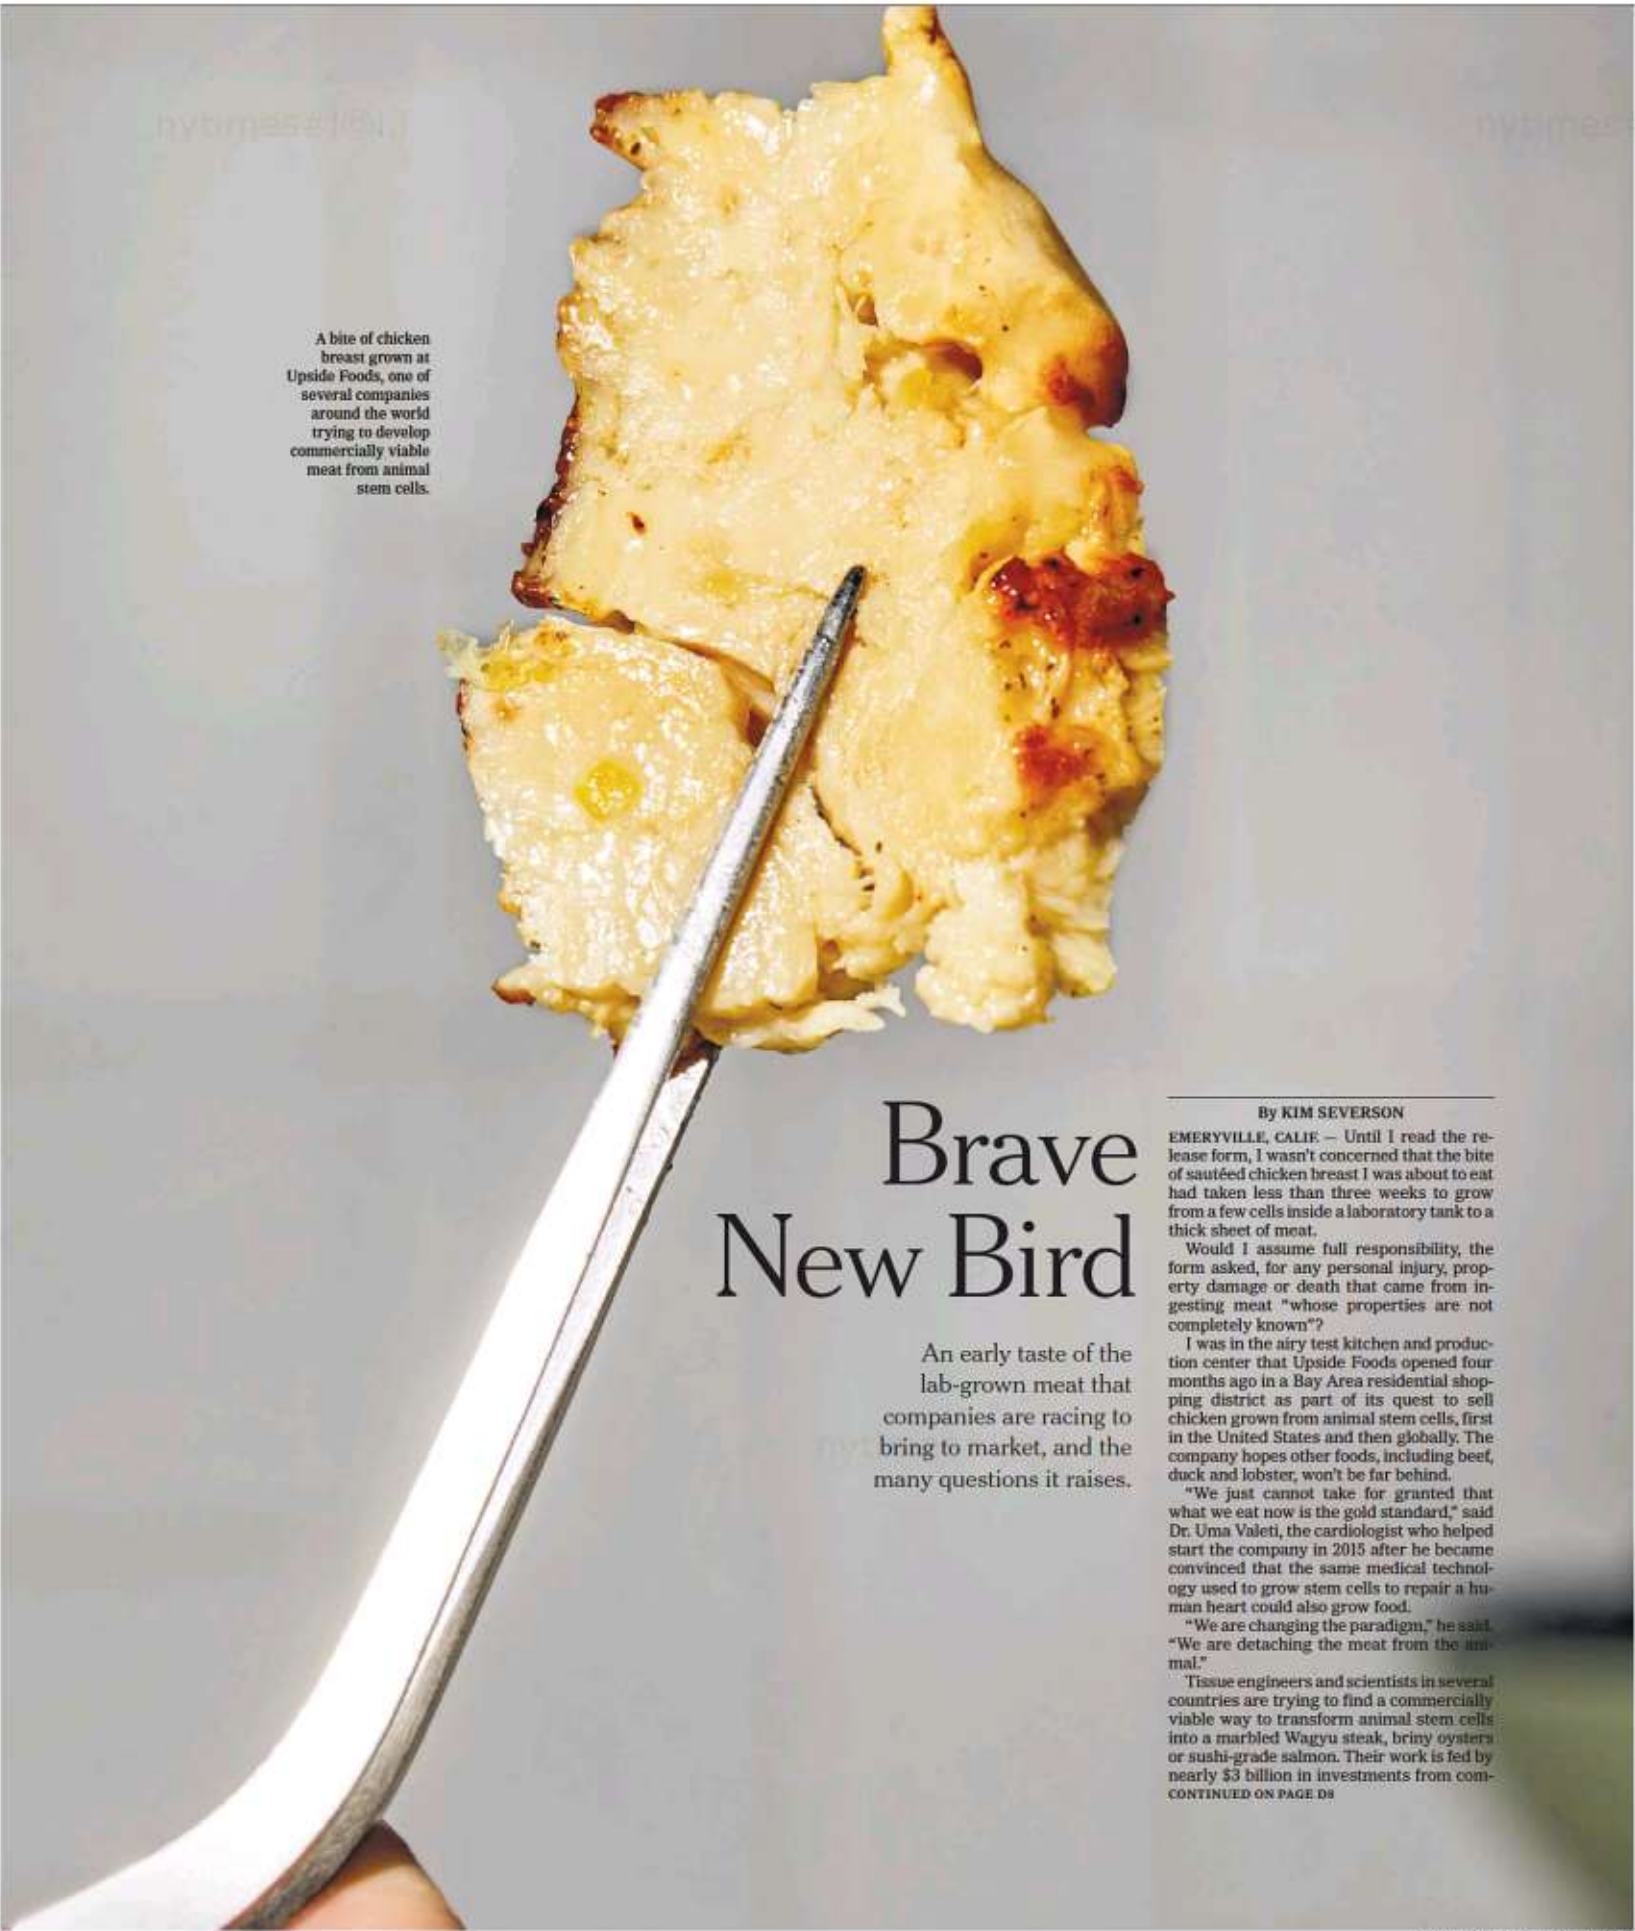 A bite of chicken
breast grown at
Upside Foods, one of
several companies
around the world
trying to develop
commercially viable
meat from animal
stem cells.
Brave
New Bird
An early taste of the
lab-grown meat that
companies are racing to
bring to market, and the
many questions it raises.
By KIM SEVERSON
EMERYVILLE, CALIF. — Until I read the re-
lease form, I wasn't concerned that the bite
of sautéed chicken breast I was about to eat
had taken less than three weeks to grow
from a few cells inside a laboratory tank to a
thick sheet of meat.
Would I assume full responsibility, the
form asked, for any personal injury, prop-
erty damage or death that came from in-
gesting meat "whose properties are not
completely known"?
I was in the airy test kitchen and produc-
tion center that Upside Foods opened four
months ago in a Bay Area residential shop-
ping district as part of its quest to sell
chicken grown from animal stem cells, first
in the United States and then globally. The
company hopes other foods, including beef,
duck and lobster, won't be far behind.
"We just cannot take for granted that
what we eat now is the gold standard," said
Dr. Uma Valeti, the cardiologist who helped
start the company in 2015 after he became
convinced that the same medical technol-
ogy used to grow stem cells to repair a hu-
man heart could also grow food.
"We are changing the paradigm," he said.
"We are detaching the meat from the ani-
mal."
Tissue engineers and scientists in several
countries are trying to find a commercially
viable way to transform animal stem cells
into a marbled Wagyu steak, briny oysters
or sushi-grade salmon. Their work is fed by
nearly $3 billion in investments from com-
CONTINUED ON PAGE D8